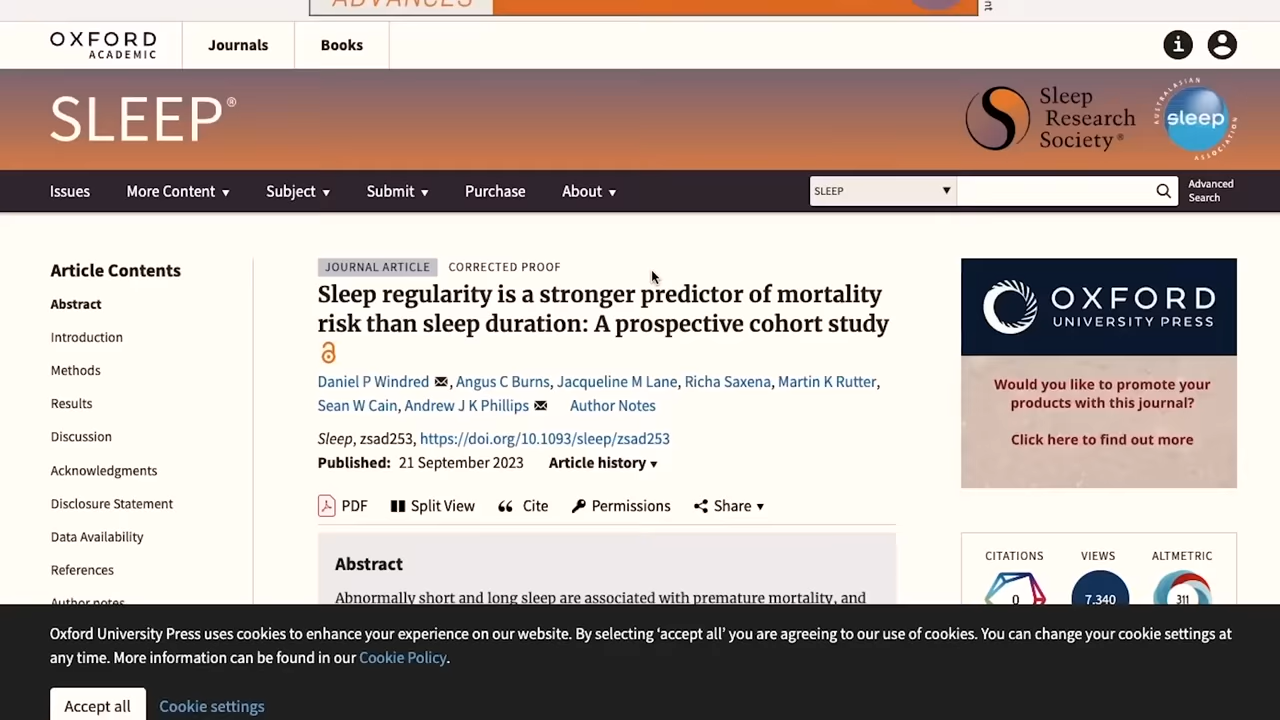 ADVANCES
OXFORD
ACADEMIC
Journals
Books
SLEEP®
Sleep
Research
Society®
AUSTRALASIAN
sleep
ASSOCIATION
Issues
More Content
Subject
Submit
Purchase
About
SLEEP
Advanced
Search
Article Contents
Abstract
Introduction
Methods
Results
Discussion
Acknowledgments
Disclosure Statement
Data Availability
References
Author notes
JOURNAL ARTICLE CORRECTED PROOF
Sleep regularity is a stronger predictor of mortality
risk than sleep duration: A prospective cohort study
Daniel P Windred, Angus C Burns, Jacqueline M Lane, Richa Saxena, Martin K Rutter,
Sean W Cain, Andrew J K Phillips Author Notes
Sleep, zsad253, https://doi.org/10.1093/sleep/zsad253
Published: 21 September 2023 Article history
PDF Split View Cite Permissions Share
Abstract
Abnormally short and long sleep are associated with premature mortality, and
OXFORD
UNIVERSITY PRESS
Would you like to promote your
products with this journal?
Click here to find out more
CITATIONS VIEWS ALTMETRIC
0 7,340 311
Oxford University Press uses cookies to enhance your experience on our website. By selecting ‘accept all’ you are agreeing to our use of cookies. You can change your cookie settings at
any time. More information can be found in our Cookie Policy.
Accept all Cookie settings